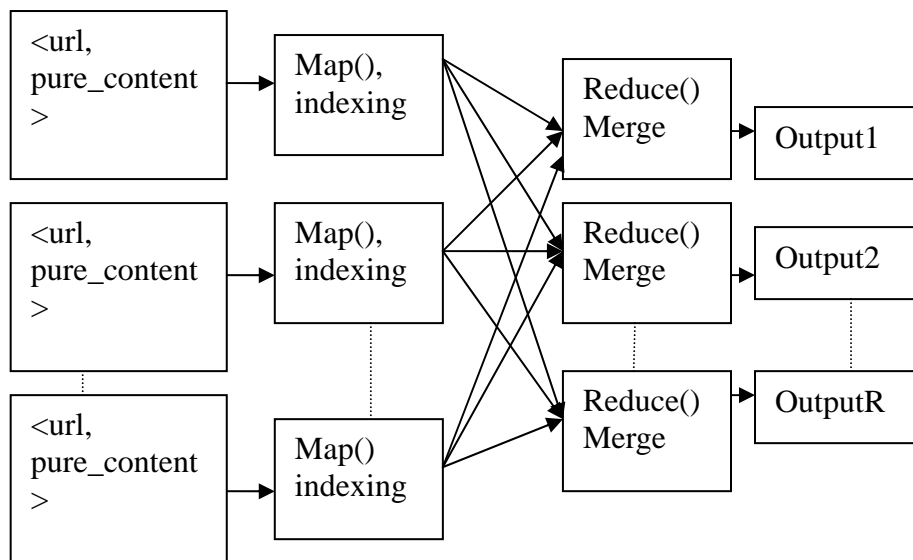 <url,
pure_content
>
Map(),
indexing
Reduce()
Merge
Output1
<url,
pure_content
>
Map(),
indexing
Reduce()
Merge
Output2
<url,
pure_content
>
Map()
indexing
Reduce()
Merge
OutputR